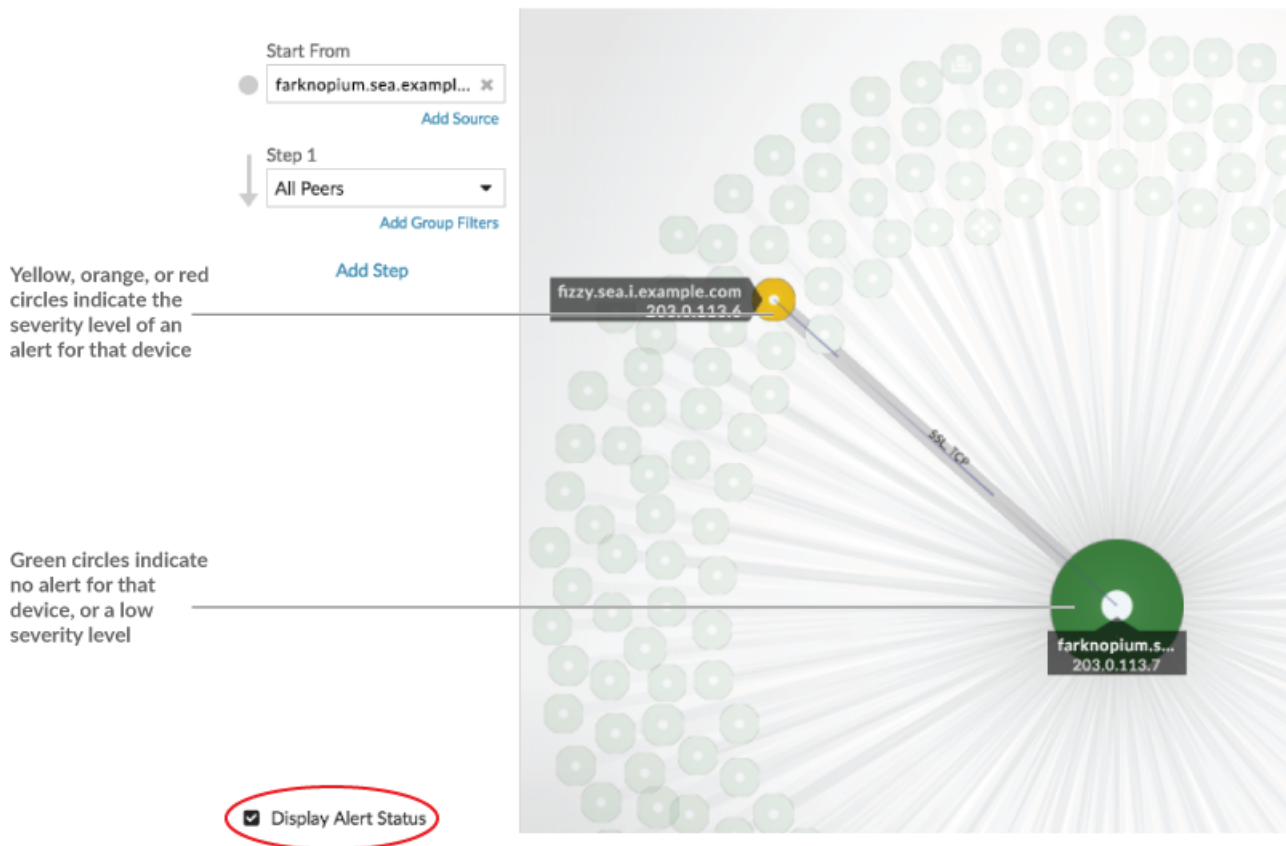 Start From
farknopium.sea.exampl...
Add Source
Step 1
All Peers
Add Group Filters
Add Step
Yellow, orange, or red
circles indicate the
severity level of an
alert for that device
fizzy.sea.i.example.com
203.0.113.6
SSL, TCP
Green circles indicate
no alert for that
device, or a low
severity level
farknopium.s...
203.0.113.7
Display Alert Status